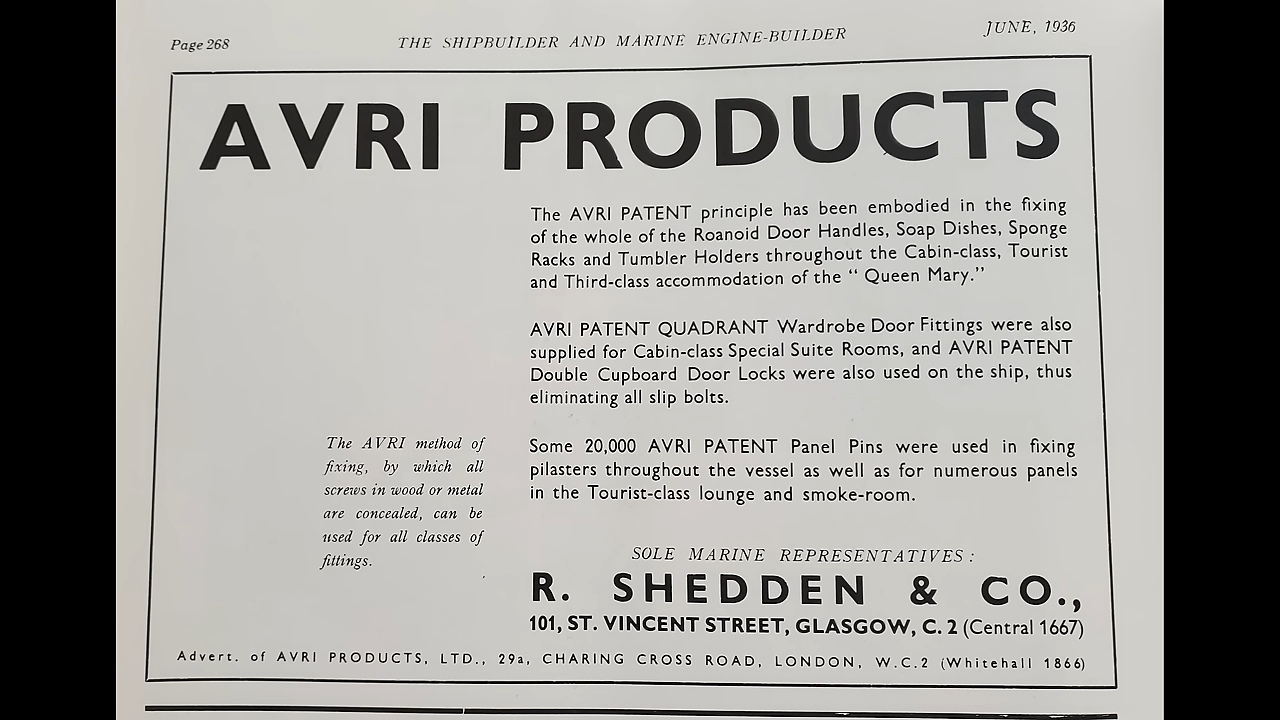 Page 268
THE SHIPBUILDER AND MARINE ENGINE-BUILDER
JUNE, 1936
AVRI PRODUCTS
The AVRI PATENT principle has been embodied in the fixing
of the whole of the Roanoid Door Handles, Soap Dishes, Sponge
Racks and Tumbler Holders throughout the Cabin-class, Tourist
and Third-class accommodation of the “ Queen Mary.”
AVRI PATENT QUADRANT Wardrobe Door Fittings were also
supplied for Cabin-class Special Suite Rooms, and AVRI PATENT
Double Cupboard Door Locks were also used on the ship, thus
eliminating all slip bolts.
The AVRI method of
fixing, by which all
screws in wood or metal
are concealed, can be
used for all classes of
fittings.
Some 20,000 AVRI PATENT Panel Pins were used in fixing
pilasters throughout the vessel as well as for numerous panels
in the Tourist-class lounge and smoke-room.
SOLE MARINE REPRESENTATIVES :
R. SHEDDEN & CO.,
101, ST. VINCENT STREET, GLASGOW, C. 2 (Central 1667)
Advert. of AVRI PRODUCTS, LTD., 29a, CHARING CROSS ROAD, LONDON, W.C.2 (Whitehall 1866)